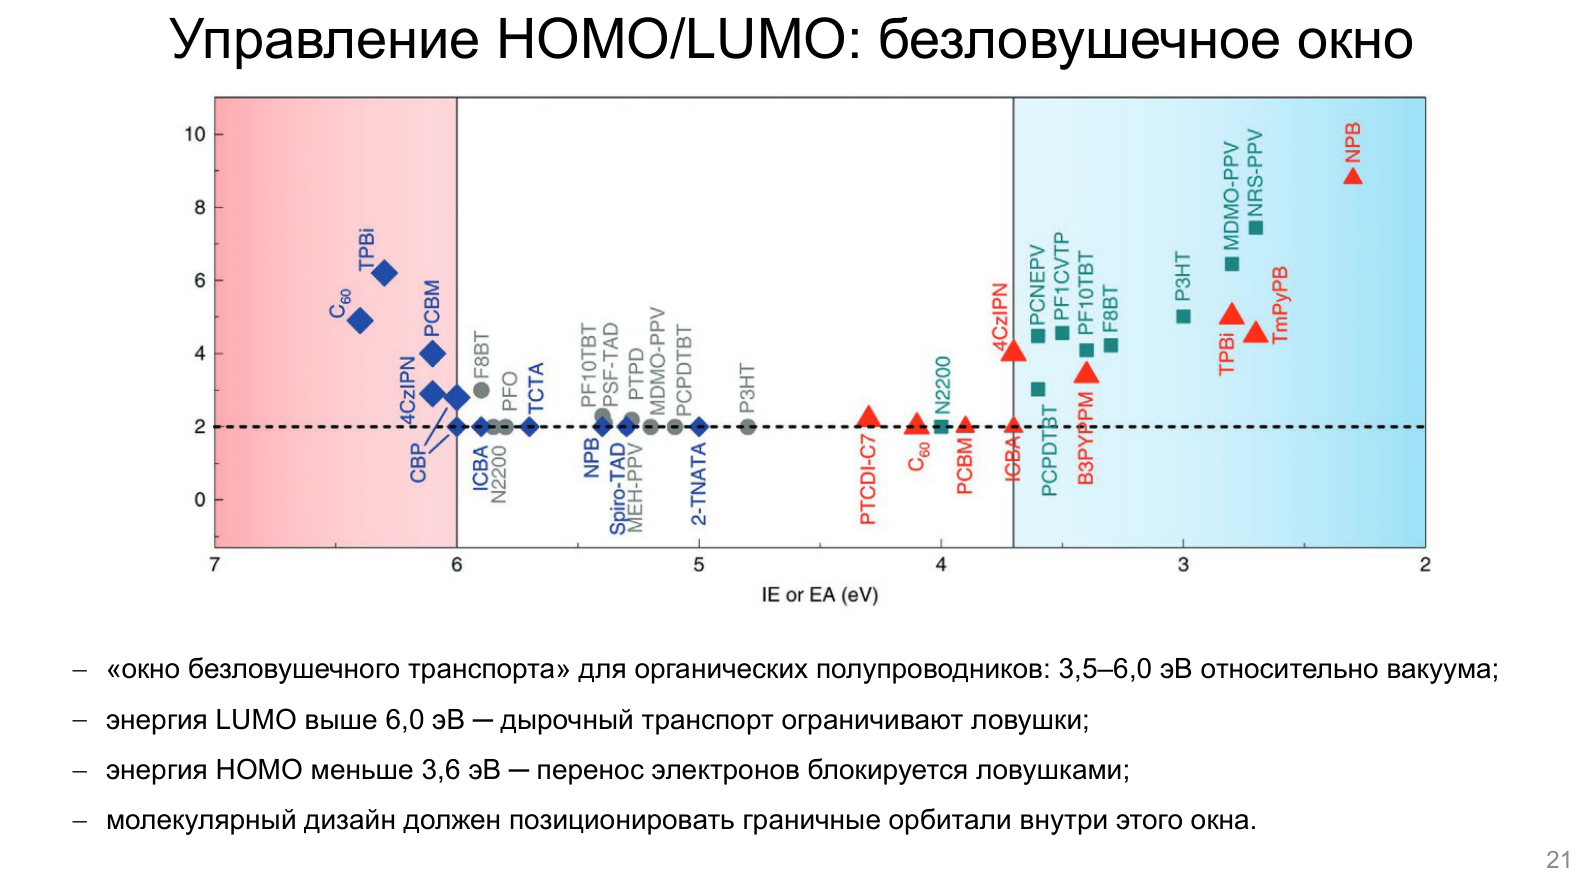 Управление HOMO/LUMO: безловушечное окно
10
8
6
4
2
0
7
6
5
4
3
2
IE or EA (eV)
TPBi
C60
PCBM
4CzIPN
CBP
F8BT
PFO
TCTA
ICBA
N2200
PF10TBT
PSF-TAD
PTPD
MDMO-PPV
PCPDTBT
P3HT
NPB
Spiro-TAD
MEH-PPV
2-TNATA
PTCDI-C7
C60
N2200
PCBM
4CzIPN
ICBA
PCNEPV
PF1CVTP
PF10TBT
F8BT
PCPDTBT
B3PYPPM
P3HT
MDMO-PPV
NRS-PPV
TPBi
TmPyPB
NPB
– «окно безловушечного транспорта» для органических полупроводников: 3,5–6,0 эВ относительно вакуума;
– энергия LUMO выше 6,0 эВ — дырочный транспорт ограничивают ловушки;
– энергия HOMO меньше 3,6 эВ — перенос электронов блокируется ловушками;
– молекулярный дизайн должен позиционировать граничные орбитали внутри этого окна.
21